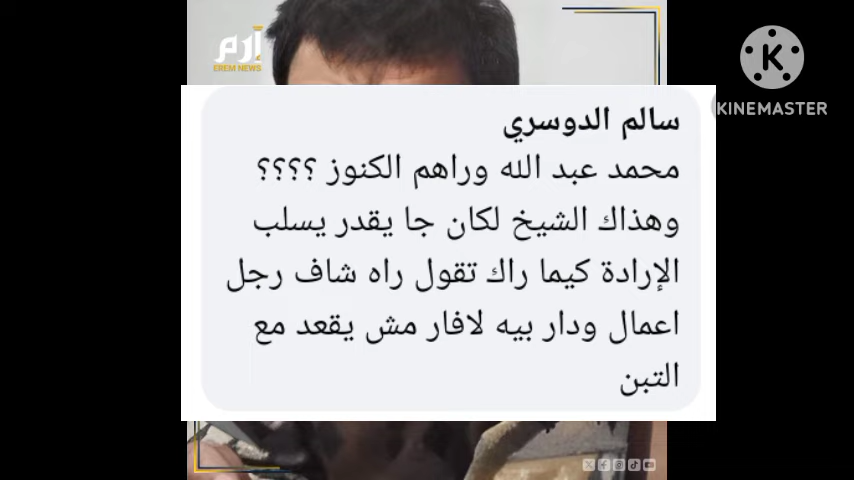 إرم
EREM NEWS
K
KINEMASTER
سالم الدوسري
محمد عبد الله وراهم الكنوز ؟؟؟؟
وهذاك الشيخ لكان جا يقدر يسلب
الإرادة كيما راك تقول راه شاف رجل
اعمال ودار بيه لافار مش يقعد مع
التبن